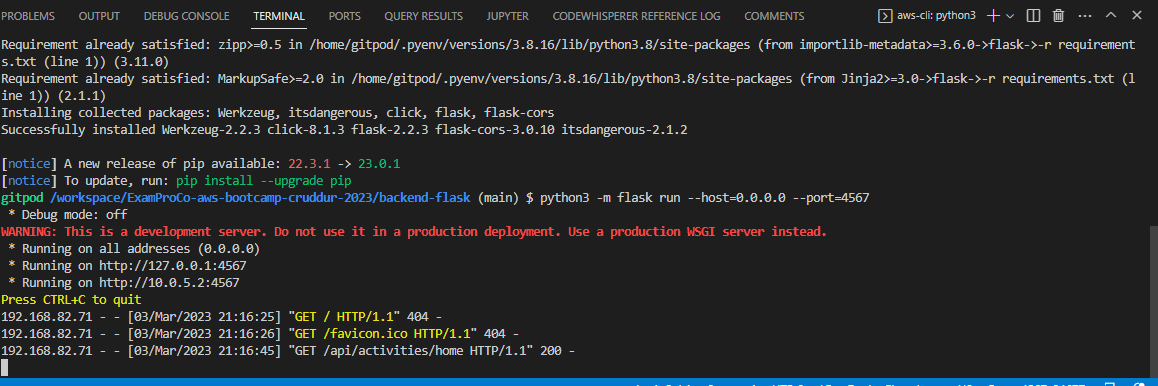 PROBLEMS OUTPUT DEBUG CONSOLE TERMINAL PORTS QUERY RESULTS JUPYTER CODEWHISPERER REFERENCE LOG COMMENTS aws-cli: python3
Requirement already satisfied: zipp>=0.5 in /home/gitpod/.pyenv/versions/3.8.16/lib/python3.8/site-packages (from importlib-metadata>=3.6.0->flask->-r requirement
s.txt (line 1)) (3.11.0)
Requirement already satisfied: MarkupSafe>=2.0 in /home/gitpod/.pyenv/versions/3.8.16/lib/python3.8/site-packages (from Jinja2>=3.0->flask->-r requirements.txt (l
ine 1)) (2.1.1)
Installing collected packages: Werkzeug, itsdangerous, click, flask, flask-cors
Successfully installed Werkzeug-2.2.3 click-8.1.3 flask-2.2.3 flask-cors-3.0.10 itsdangerous-2.1.2
[notice] A new release of pip available: 22.3.1 -> 23.0.1
[notice] To update, run: pip install --upgrade pip
gitpod /workspace/ExamProCo-aws-bootcamp-cruddur-2023/backend-flask (main) $ python3 -m flask run --host=0.0.0.0 --port=4567
* Debug mode: off
WARNING: This is a development server. Do not use it in a production deployment. Use a production WSGI server instead.
* Running on all addresses (0.0.0.0)
* Running on http://127.0.0.1:4567
* Running on http://10.0.5.2:4567
Press CTRL+C to quit
192.168.82.71 - - [03/Mar/2023 21:16:25] "GET / HTTP/1.1" 404 -
192.168.82.71 - - [03/Mar/2023 21:16:26] "GET /favicon.ico HTTP/1.1" 404 -
192.168.82.71 - - [03/Mar/2023 21:16:45] "GET /api/activities/home HTTP/1.1" 200 -